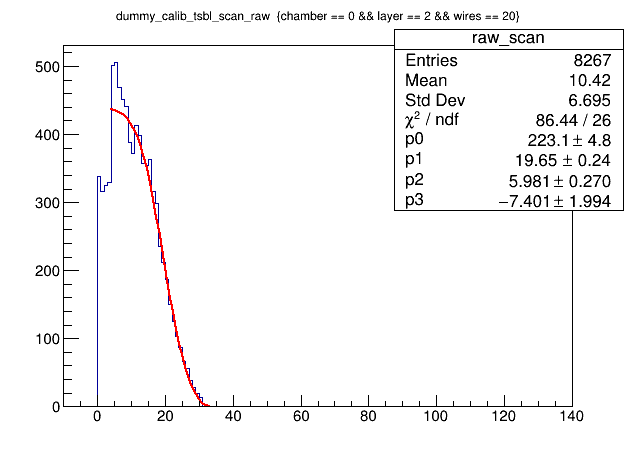 dummy_calib_tsbl_scan_raw {chamber == 0 && layer == 2 && wires == 20}
raw_scan
Entries 8267
Mean 10.42
Std Dev 6.695
χ² / ndf 86.44 / 26
p0 223.1 ± 4.8
p1 19.65 ± 0.24
p2 5.981 ± 0.270
p3 −7.401 ± 1.994
500
400
300
200
100
0
0 20 40 60 80 100 120 140